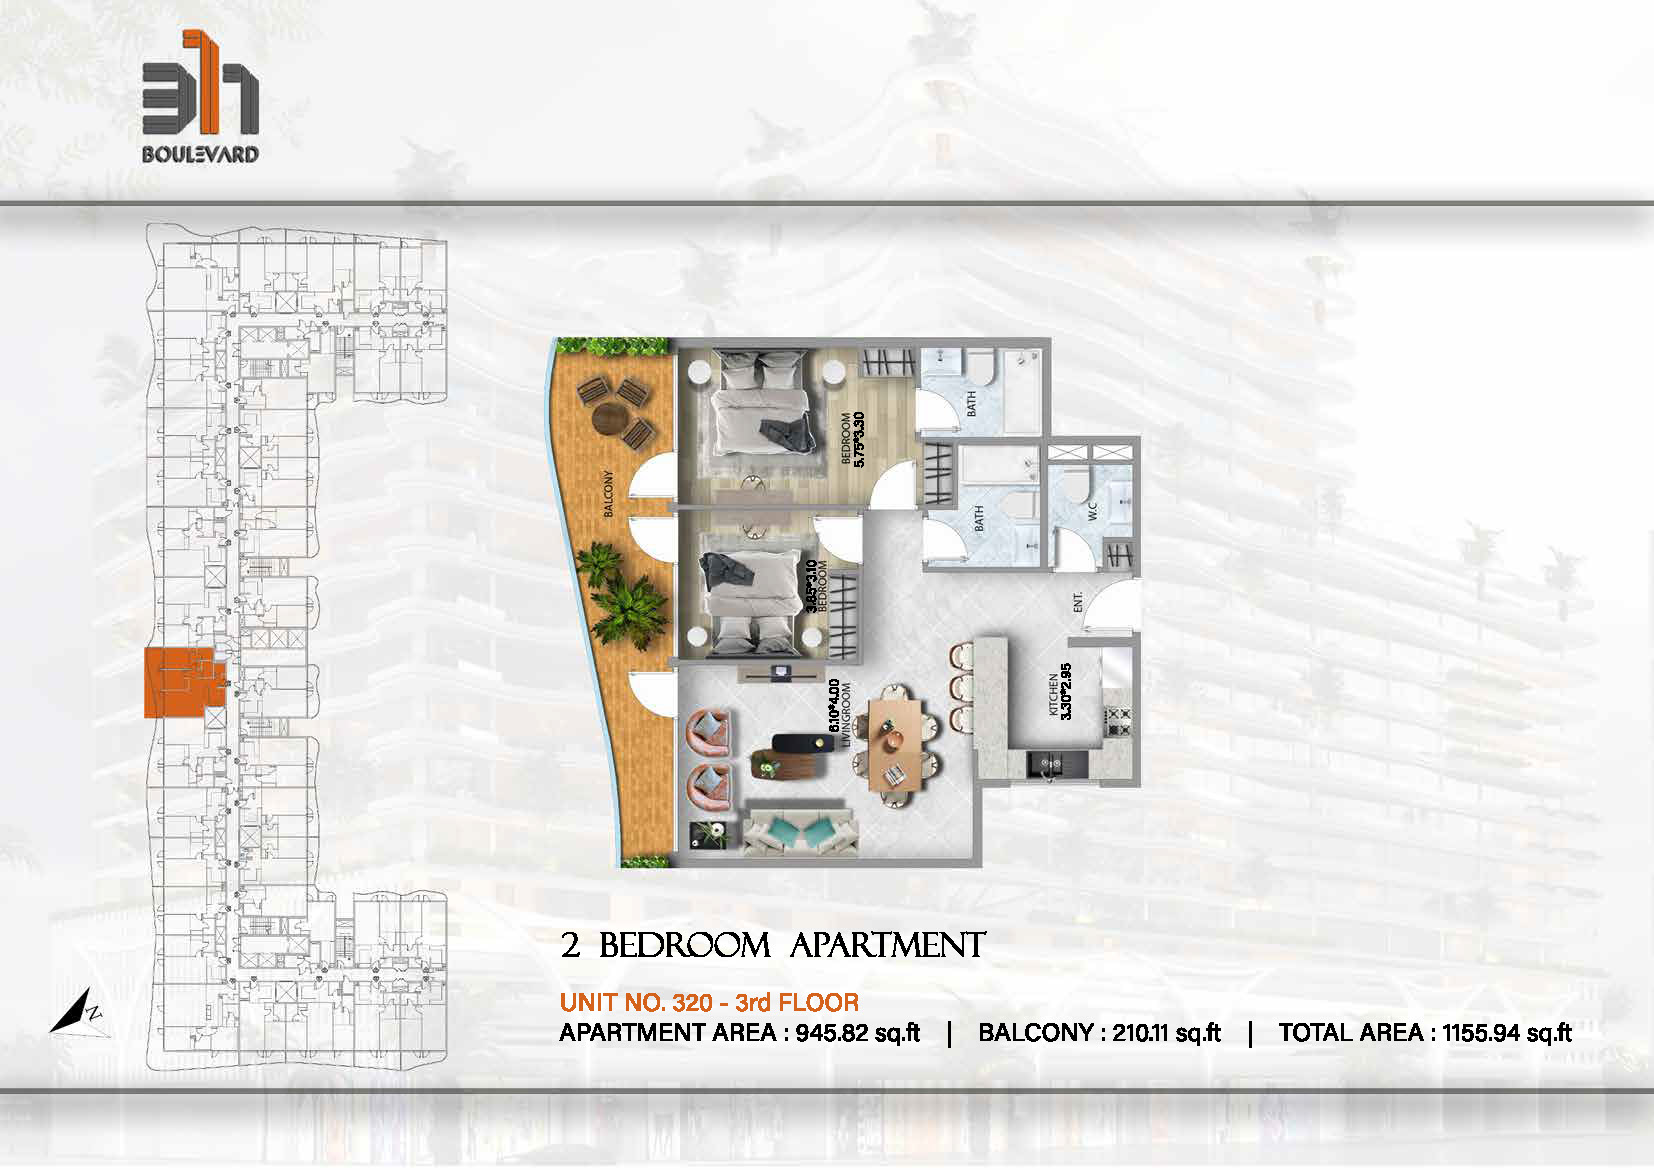 311
BOULEVARD
BEDROOM
5.75*3.30
BATH
BALCONY
BATH
W.C
3.85*3.10
BEDROOM
ENT.
KITCHEN
3.30*2.95
6.10*4.00
LIVINGROOM
N
2 BEDROOM APARTMENT
UNIT NO. 320 - 3rd FLOOR
APARTMENT AREA : 945.82 sq.ft | BALCONY : 210.11 sq.ft | TOTAL AREA : 1155.94 sq.ft